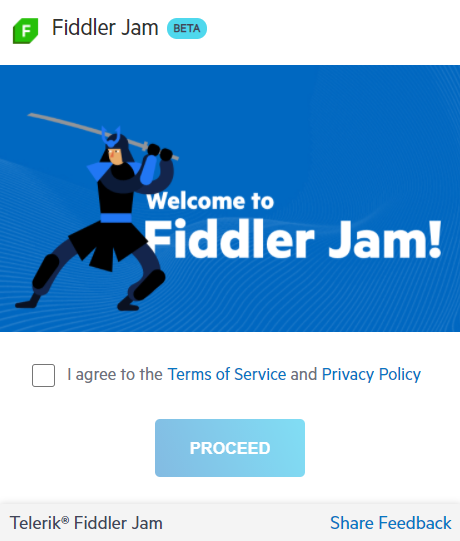 F
Fiddler Jam BETA
Welcome to
Fiddler Jam!
I agree to the Terms of Service and Privacy Policy
PROCEED
Telerik® Fiddler Jam Share Feedback